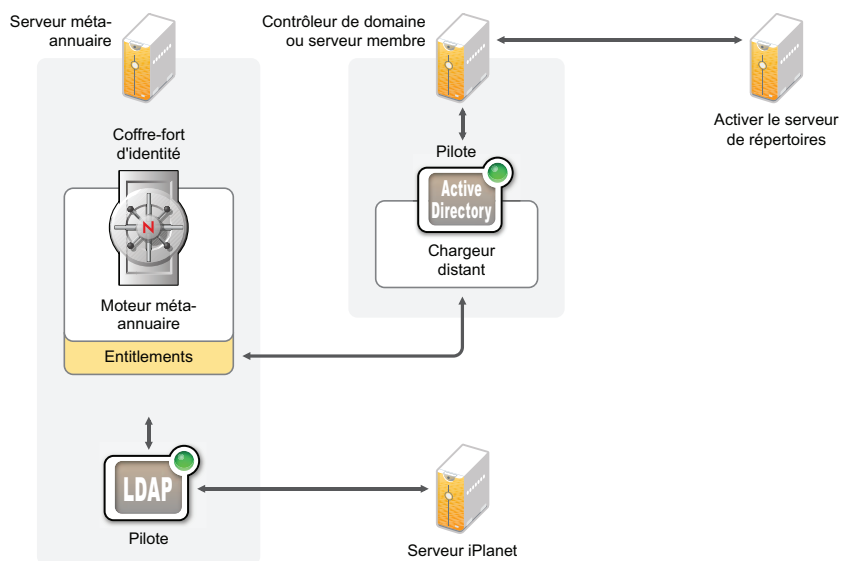 Serveur méta-
annuaire
Contrôleur de domaine
ou serveur membre
Activer le serveur
de répertoires
Coffre-fort
d'identité
N
Moteur méta-
annuaire
Entitlements
Pilote
Active
Directory
Chargeur
distant
LDAP
Pilote
Serveur iPlanet